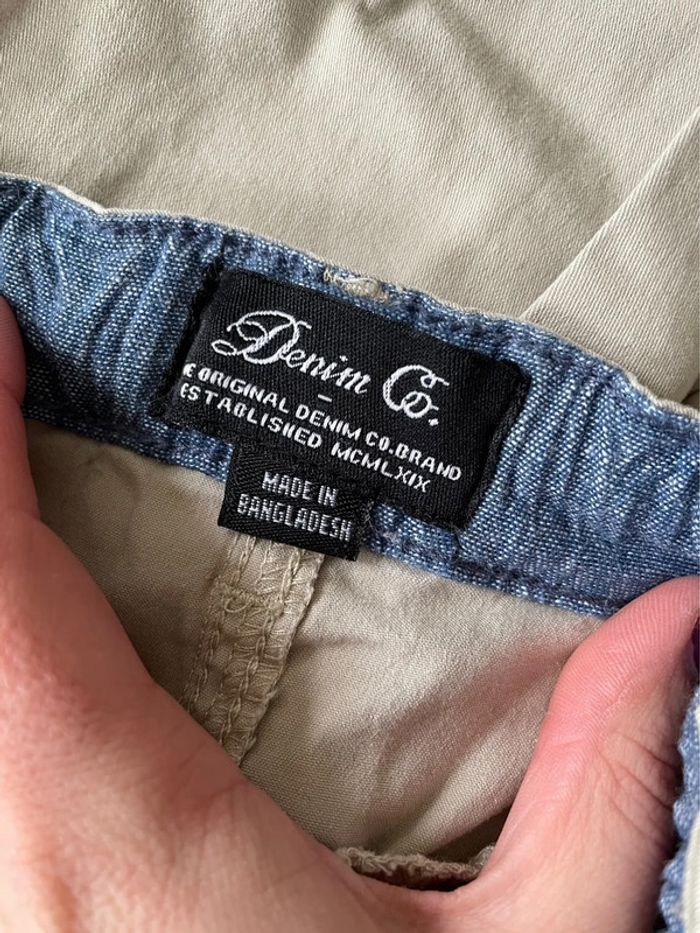 Denim Co.
E ORIGINAL DENIM CO.BRAND
ESTABLISHED MCMLXIX
MADE IN
BANGLADESH